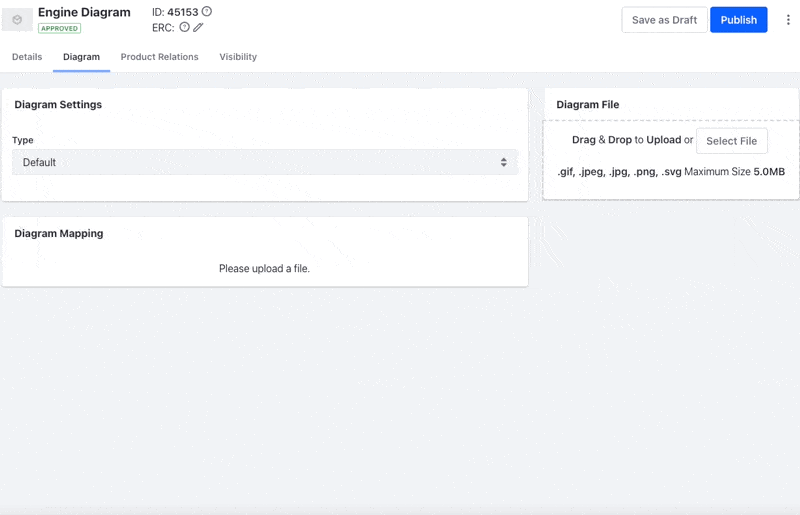 Engine Diagram
APPROVED
ID: 45153
ERC:
Save as Draft
Publish
Details
Diagram
Product Relations
Visibility
Diagram Settings
Type
Default
Diagram File
Drag & Drop to Upload or Select File
.gif, .jpeg, .jpg, .png, .svg Maximum Size 5.0MB
Diagram Mapping
Please upload a file.